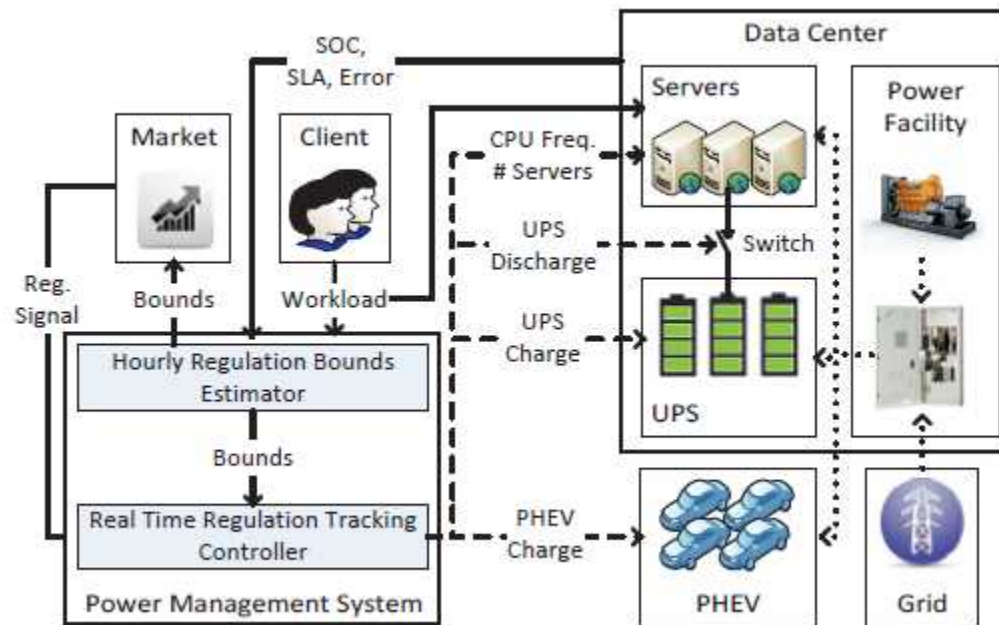 Data Center
SOC,
SLA, Error
Servers
Power
Facility
Market
Client
CPU Freq.
# Servers
UPS
Discharge
Switch
Reg.
Signal
Bounds
Workload
UPS
Charge
Hourly Regulation Bounds
Estimator
UPS
Bounds
Real Time Regulation Tracking
Controller
PHEV
Charge
Power Management System
PHEV
Grid